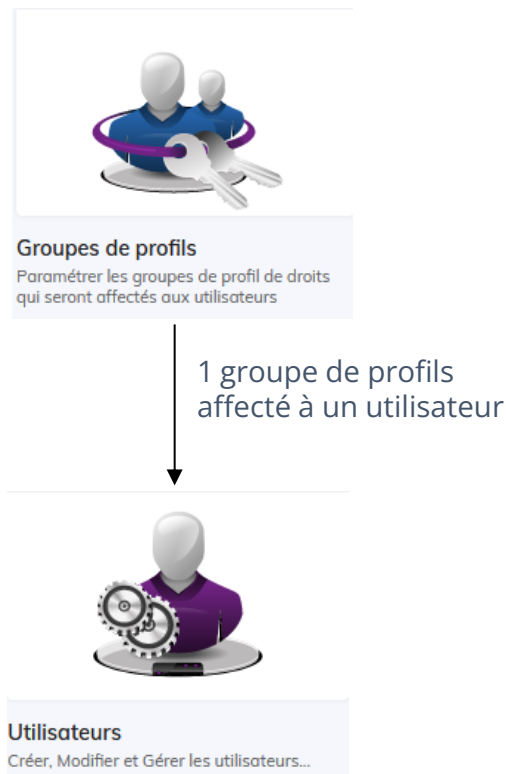 Groupes de profils
Paramétrer les groupes de profil de droits
qui seront affectés aux utilisateurs
1 groupe de profils
affecté à un utilisateur
Utilisateurs
Créer, Modifier et Gérer les utilisateurs...